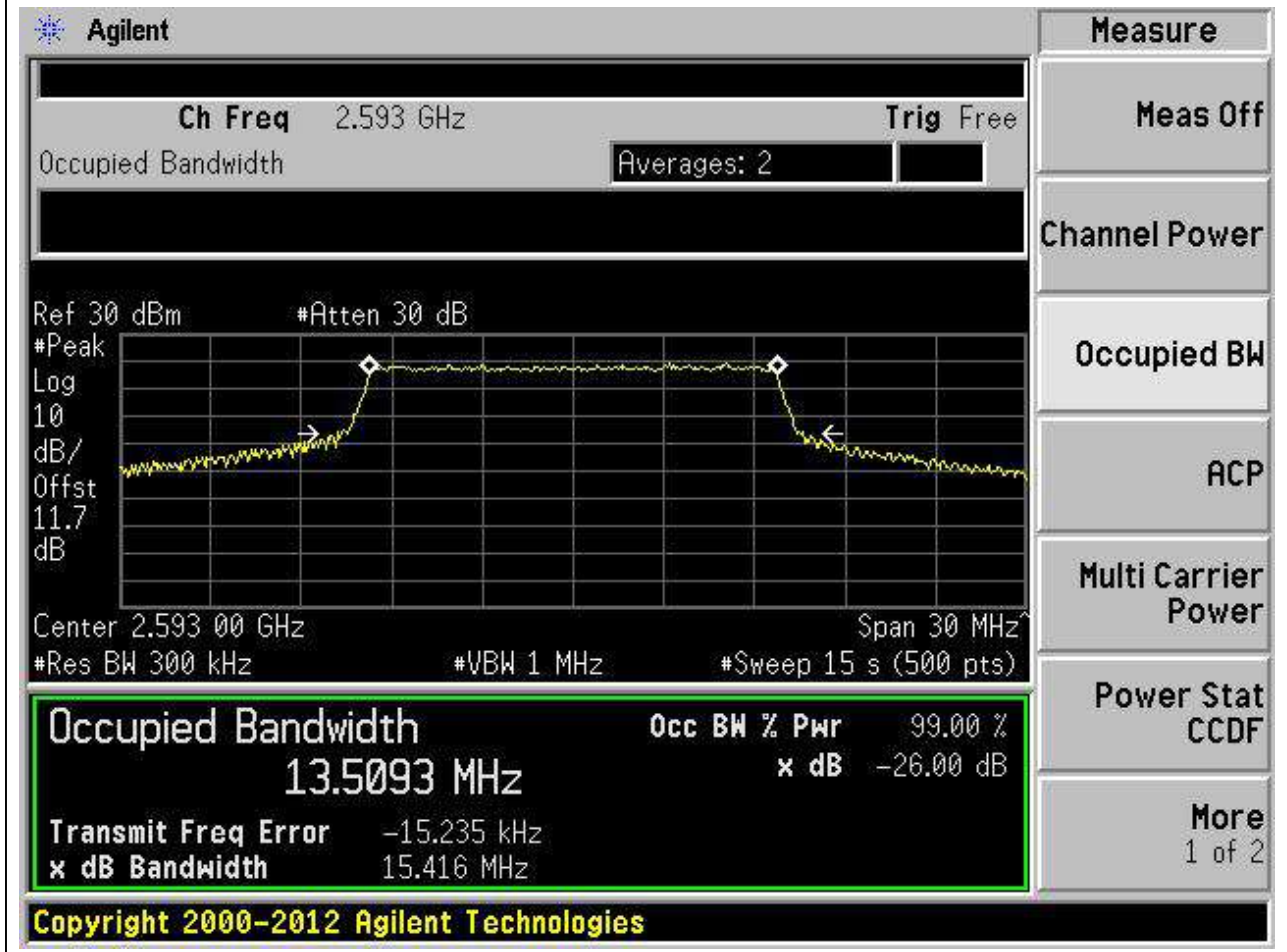 Agilent
Measure
Ch Freq 2.593 GHz
Trig Free
Meas Off
Occupied Bandwidth
Averages: 2
Channel Power
Ref 30 dBm
#Atten 30 dB
#Peak
Log
10
dB/
Offst
11.7
dB
Occupied BW
ACP
Multi Carrier
Power
Center 2.593 00 GHz
Span 30 MHz^
#Res BW 300 kHz
#VBW 1 MHz
#Sweep 15 s (500 pts)
Power Stat
CCDF
Occupied Bandwidth
13.5093 MHz
Occ BW % Pwr 99.00 %
x dB -26.00 dB
Transmit Freq Error -15.235 kHz
x dB Bandwidth 15.416 MHz
More
1 of 2
Copyright 2000-2012 Agilent Technologies